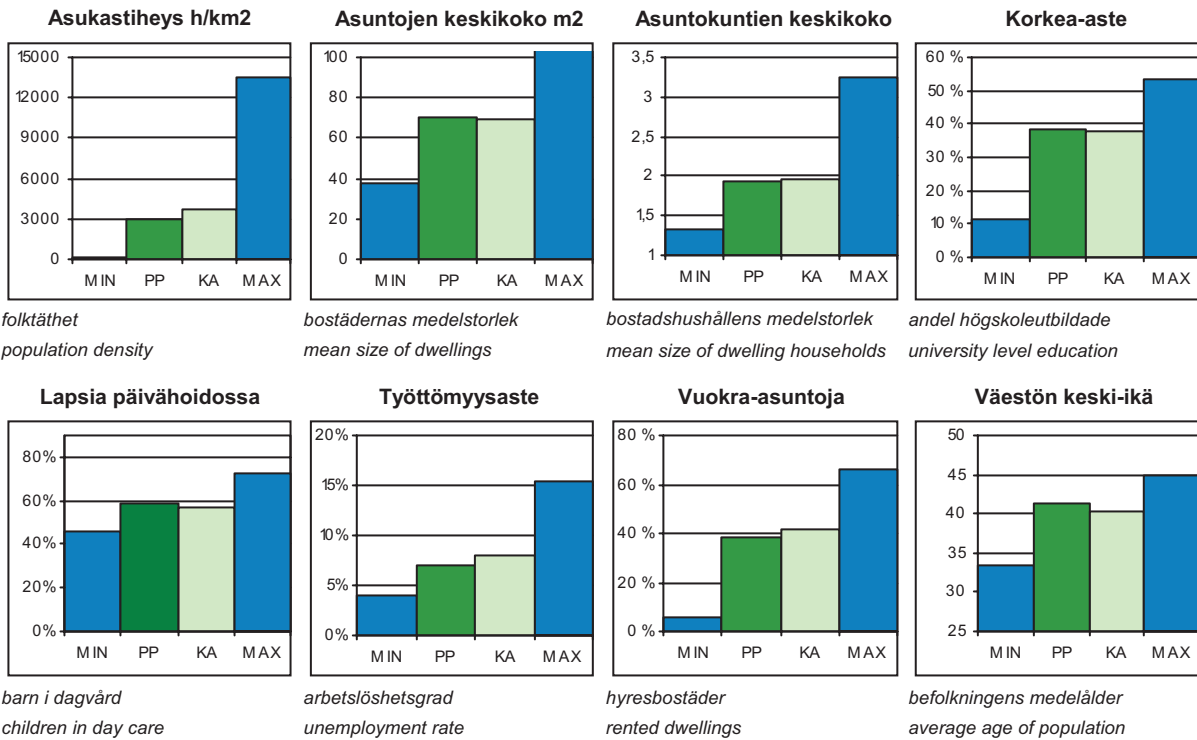 Asukastiheys h/km2
15000
12000
9000
6000
3000
0
MIN PP KA MAX
folktäthet
population density
Asuntojen keskikoko m2
100
80
60
40
20
0
MIN PP KA MAX
bostädernas medelstorlek
mean size of dwellings
Asuntokuntien keskikoko
3,5
3
2,5
2
1,5
1
MIN PP KA MAX
bostadshushållens medelstorlek
mean size of dwelling households
Korkea-aste
60 %
50 %
40 %
30 %
20 %
10 %
0 %
MIN PP KA MAX
andel högskoleutbildade
university level education
Lapsia päivähoidossa
80%
60%
40%
20%
0%
MIN PP KA MAX
barn i dagvård
children in day care
Työttömyysaste
20%
15%
10%
5%
0%
MIN PP KA MAX
arbetslöshetsgrad
unemployment rate
Vuokra-asuntoja
80 %
60 %
40 %
20 %
0 %
MIN PP KA MAX
hyresbostäder
rented dwellings
Väestön keski-ikä
50
45
40
35
30
25
MIN PP KA MAX
befolkningens medelålder
average age of population